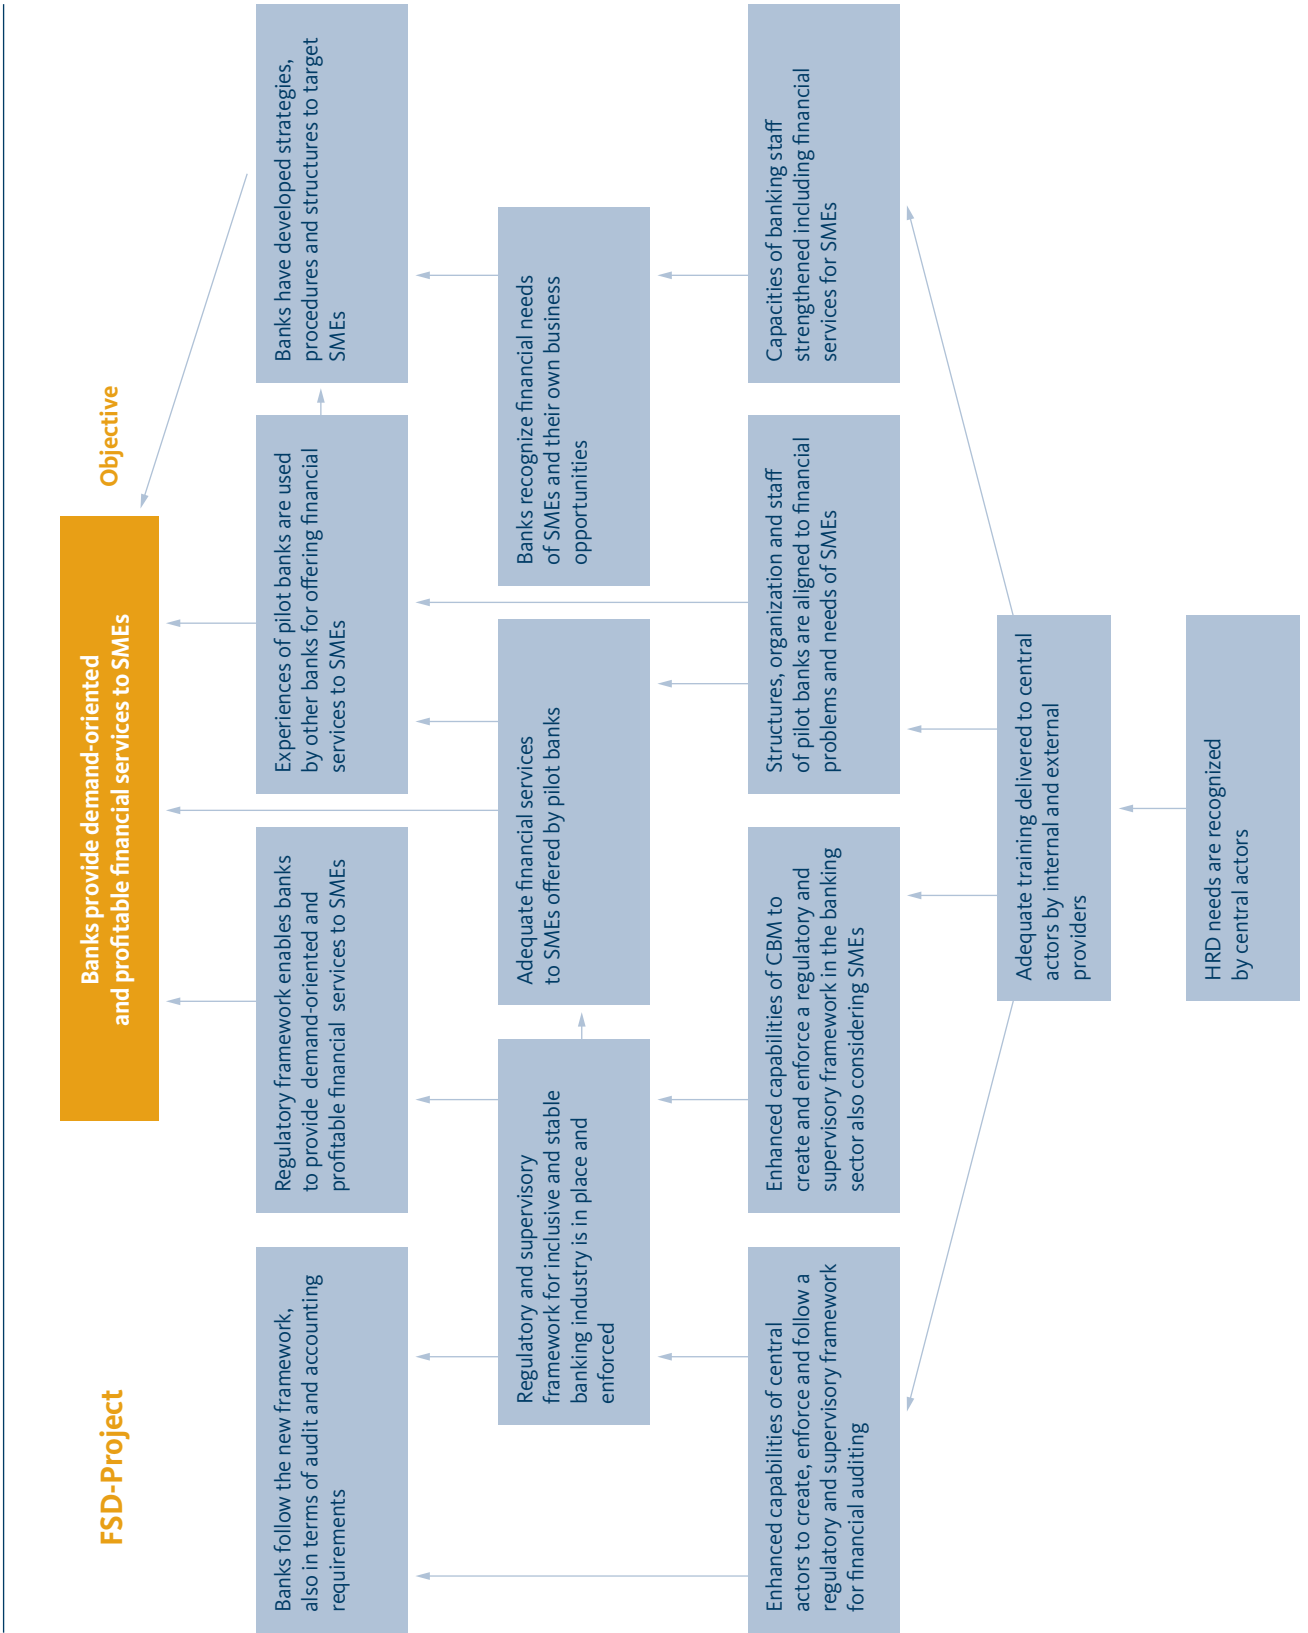 FSD-Project
Objective
Banks provide demand-oriented
and profitable financial services to SMEs
Banks follow the new framework,
also in terms of audit and accounting
requirements
Regulatory framework enables banks
to provide demand-oriented and
profitable financial services to SMEs
Experiences of pilot banks are used
by other banks for offering financial
services to SMEs
Banks have developed strategies,
procedures and structures to target
SMEs
Regulatory and supervisory
framework for inclusive and stable
banking industry is in place and
enforced
Adequate financial services
to SMEs offered by pilot banks
Banks recognize financial needs
of SMEs and their own business
opportunities
Enhanced capabilities of central
actors to create, enforce and follow a
regulatory and supervisory framework
for financial auditing
Enhanced capabilities of CBM to
create and enforce a regulatory and
supervisory framework in the banking
sector also considering SMEs
Structures, organization and staff
of pilot banks are aligned to financial
problems and needs of SMEs
Capacities of banking staff
strengthened including financial
services for SMEs
Adequate training delivered to central
actors by internal and external
providers
HRD needs are recognized
by central actors